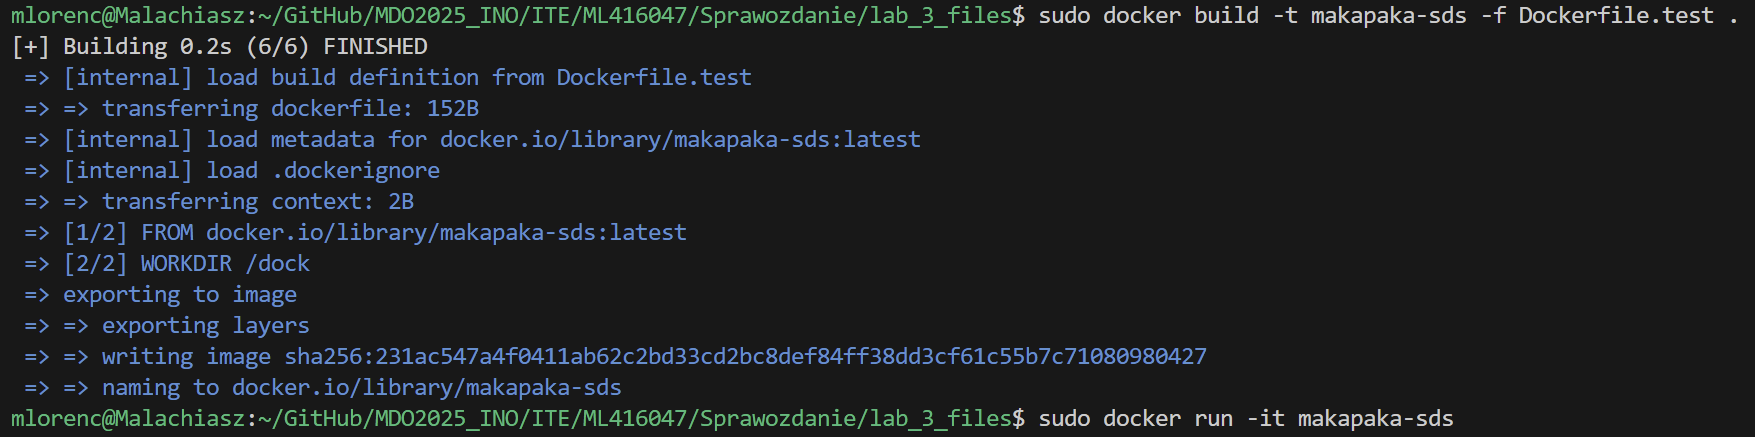 mlorenc@Malachiasz:~/GitHub/MDO2025_INO/ITE/ML416047/Sprawozdanie/lab_3_files$ sudo docker build -t makapaka-sds -f Dockerfile.test .
[+] Building 0.2s (6/6) FINISHED
=> [internal] load build definition from Dockerfile.test
=> => transferring dockerfile: 152B
=> [internal] load metadata for docker.io/library/makapaka-sds:latest
=> [internal] load .dockerignore
=> => transferring context: 2B
=> [1/2] FROM docker.io/library/makapaka-sds:latest
=> [2/2] WORKDIR /dock
=> exporting to image
=> => exporting layers
=> => writing image sha256:231ac547a4f0411ab62c2bd33cd2bc8def84ff38dd3cf61c55b7c71080980427
=> => naming to docker.io/library/makapaka-sds
mlorenc@Malachiasz:~/GitHub/MDO2025_INO/ITE/ML416047/Sprawozdanie/lab_3_files$ sudo docker run -it makapaka-sds